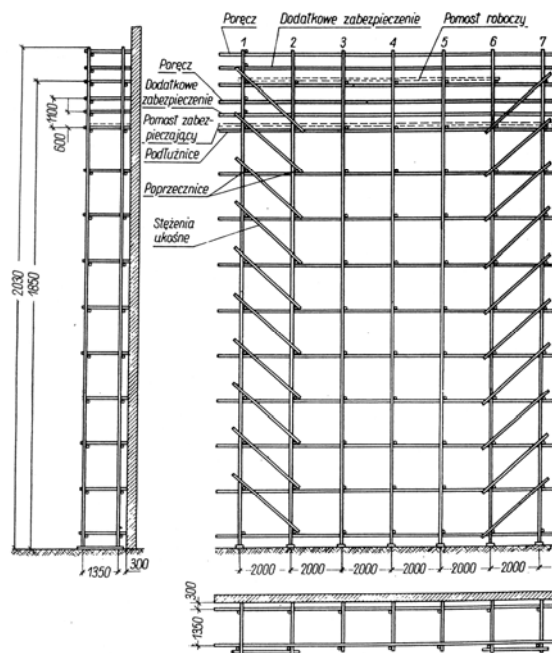 Poręcz
Dodatkowe zabezpieczenie
Pomost roboczy
1
2
3
4
5
6
7
Poręcz
Dodatkowe
zabezpieczenie
Pomost zabez-
pieczający
Podłużnice
Poprzecznice
Stężenia
ukośne
1100
600
2030
1850
1350
300
2000
2000
2000
2000
2000
2000
300
1350